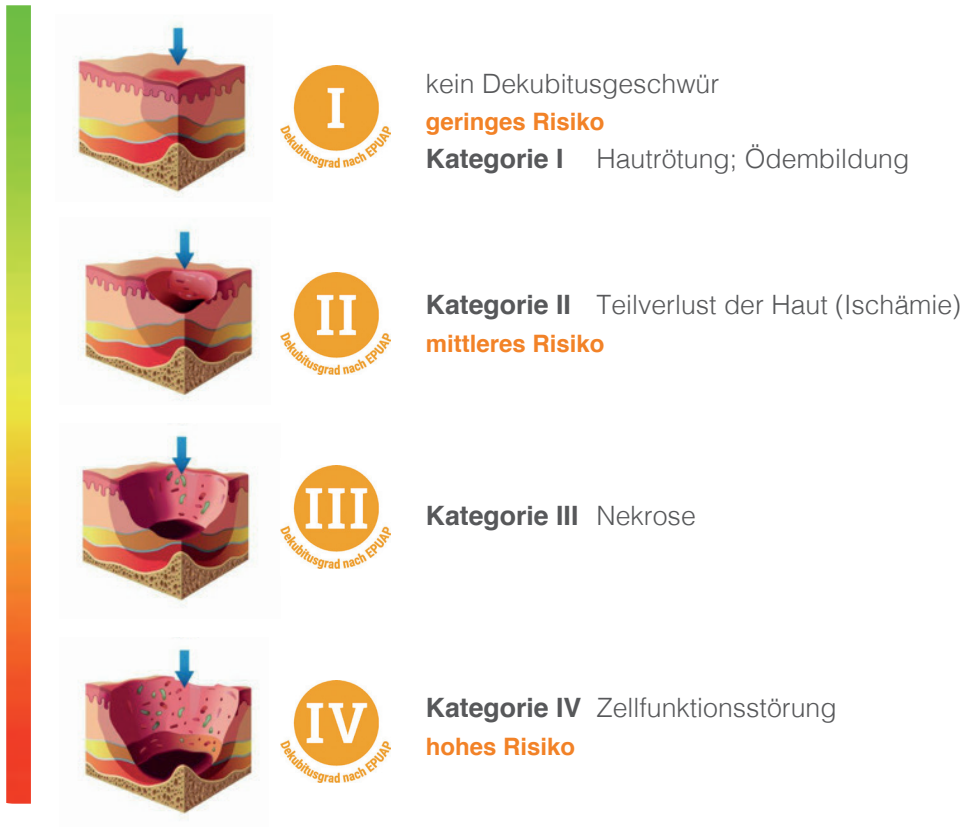 I
Dekubitusgrad nach EPUAP
kein Dekubitusgeschwür
geringes Risiko
Kategorie I Hautrötung; Ödembildung
II
Dekubitusgrad nach EPUAP
Kategorie II Teilverlust der Haut (Ischämie)
mittleres Risiko
III
Dekubitusgrad nach EPUAP
Kategorie III Nekrose
IV
Dekubitusgrad nach EPUAP
Kategorie IV Zellfunktionsstörung
hohes Risiko